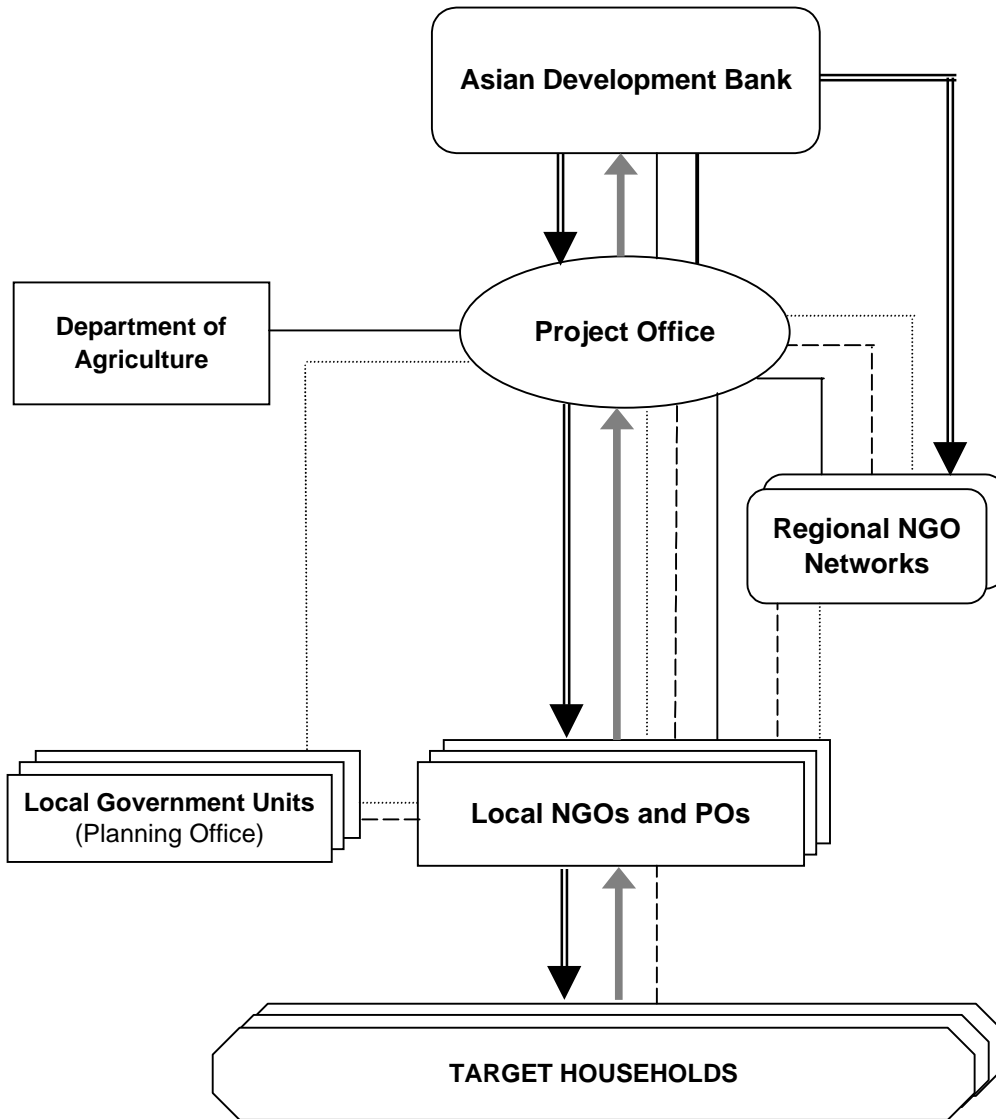 Asian Development Bank
Department of
Agriculture
Project Office
Regional NGO
Networks
Local Government Units
(Planning Office)
Local NGOs and POs
TARGET HOUSEHOLDS